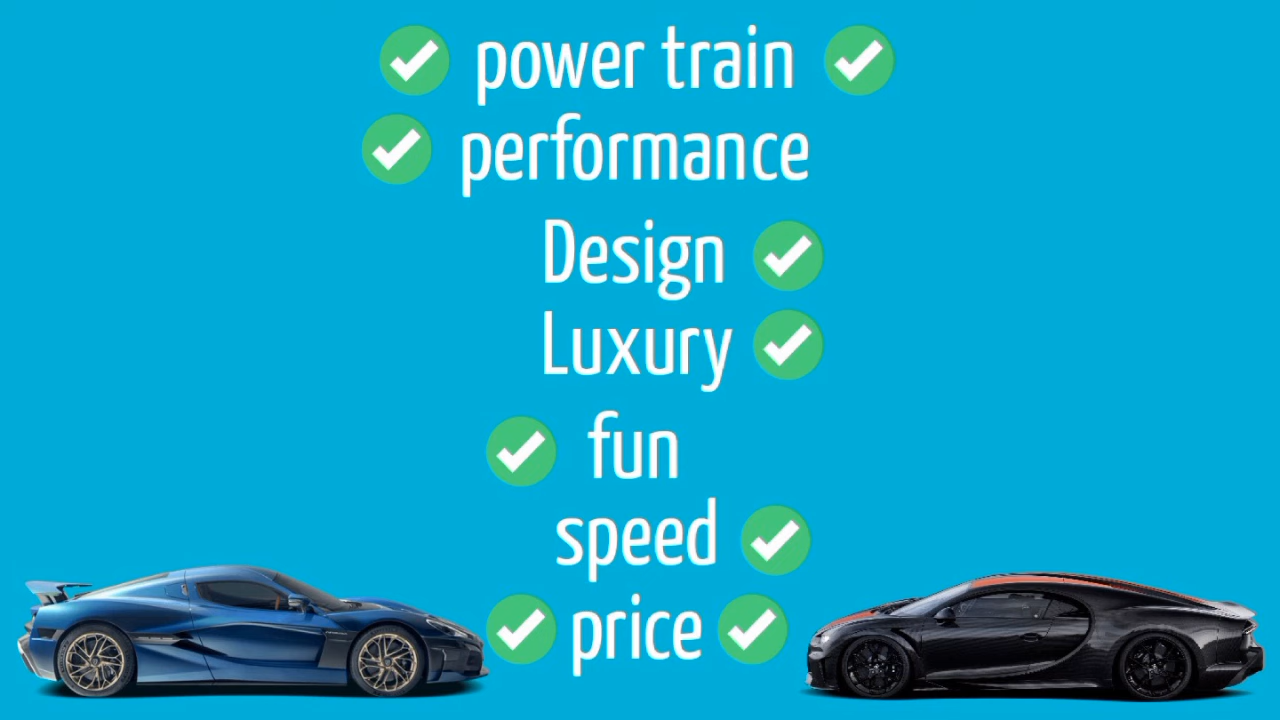 power train
performance
Design
Luxury
fun
speed
price